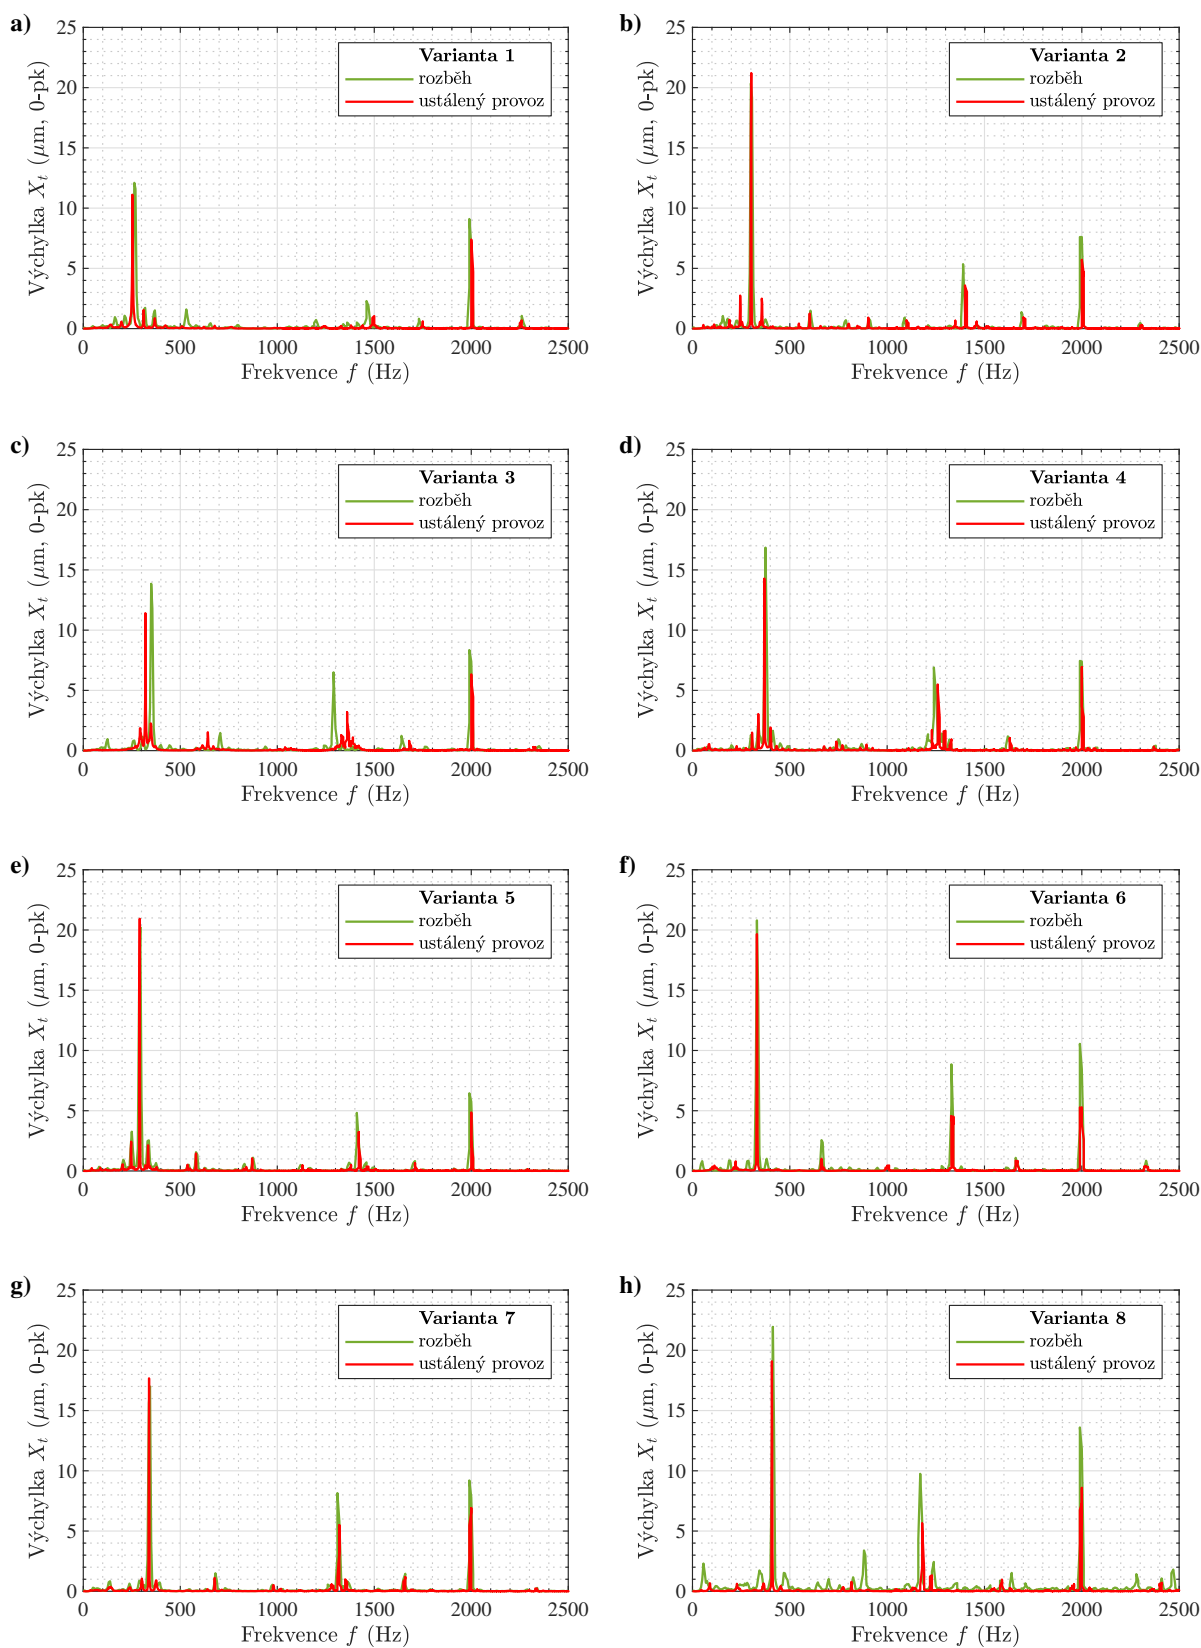 a)
25
20
15
10
5
0
Výchylka X_t (μm, 0-pk)
Varianta 1
rozběh
ustálený provoz
0 500 1000 1500 2000 2500
Frekvence f (Hz)
b)
25
20
15
10
5
0
Výchylka X_t (μm, 0-pk)
Varianta 2
rozběh
ustálený provoz
0 500 1000 1500 2000 2500
Frekvence f (Hz)
c)
25
20
15
10
5
0
Výchylka X_t (μm, 0-pk)
Varianta 3
rozběh
ustálený provoz
0 500 1000 1500 2000 2500
Frekvence f (Hz)
d)
25
20
15
10
5
0
Výchylka X_t (μm, 0-pk)
Varianta 4
rozběh
ustálený provoz
0 500 1000 1500 2000 2500
Frekvence f (Hz)
e)
25
20
15
10
5
0
Výchylka X_t (μm, 0-pk)
Varianta 5
rozběh
ustálený provoz
0 500 1000 1500 2000 2500
Frekvence f (Hz)
f)
25
20
15
10
5
0
Výchylka X_t (μm, 0-pk)
Varianta 6
rozběh
ustálený provoz
0 500 1000 1500 2000 2500
Frekvence f (Hz)
g)
25
20
15
10
5
0
Výchylka X_t (μm, 0-pk)
Varianta 7
rozběh
ustálený provoz
0 500 1000 1500 2000 2500
Frekvence f (Hz)
h)
25
20
15
10
5
0
Výchylka X_t (μm, 0-pk)
Varianta 8
rozběh
ustálený provoz
0 500 1000 1500 2000 2500
Frekvence f (Hz)